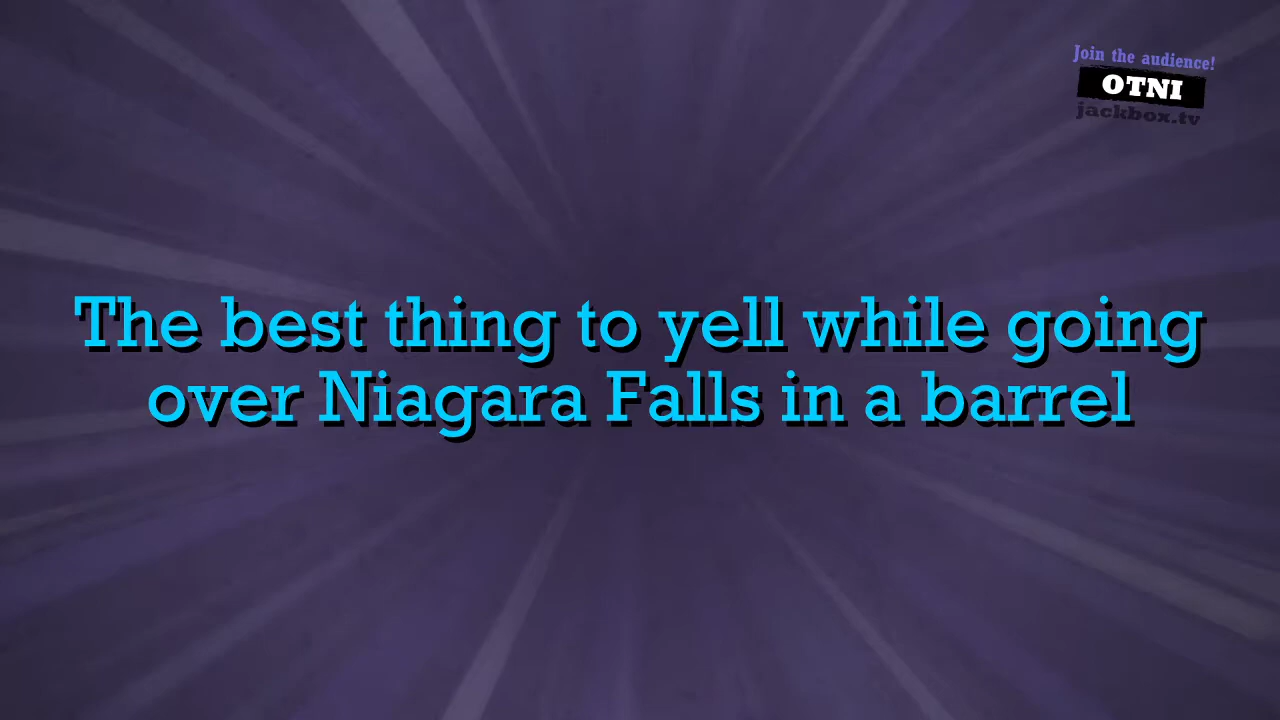 Join the audience!
OTNI
jackbox.tv
The best thing to yell while going
over Niagara Falls in a barrel